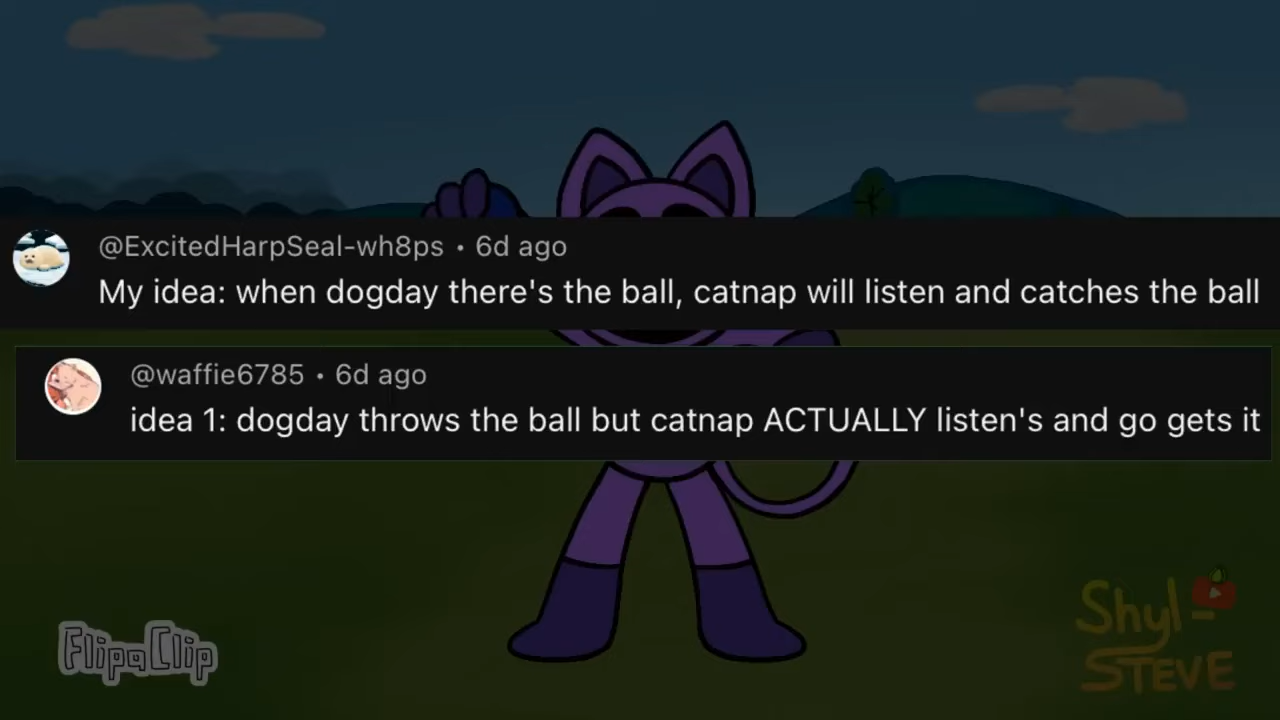 @ExcitedHarpSeal-wh8ps • 6d ago
My idea: when dogday there's the ball, catnap will listen and catches the ball
@waffie6785 • 6d ago
idea 1: dogday throws the ball but catnap ACTUALLY listen's and go gets it
FlipaClip
Shyl-
STEVE